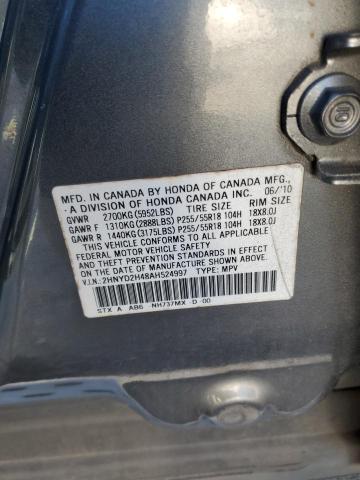 MFD. IN CANADA BY HONDA OF CANADA MFG.,
A DIVISION OF HONDA CANADA INC. 06/'10
GVWR 2700KG(5952LBS) TIRE SIZE RIM SIZE
GAWR F 1310KG(2888LBS) P255/55R18 104H 18X8.0J
GAWR R 1440KG(3175LBS) P255/55R18 104H 18X8.0J
THIS VEHICLE CONFORMS TO ALL APPLICABLE
FEDERAL MOTOR VEHICLE SAFETY STANDARDS IN
EFFECT ON THE DATE OF MANUFACTURE SHOWN ABOVE.
V.I.N.: 2HNYD2H48AH524997 TYPE: MPV
STX A AB6 NH737MX -D -00